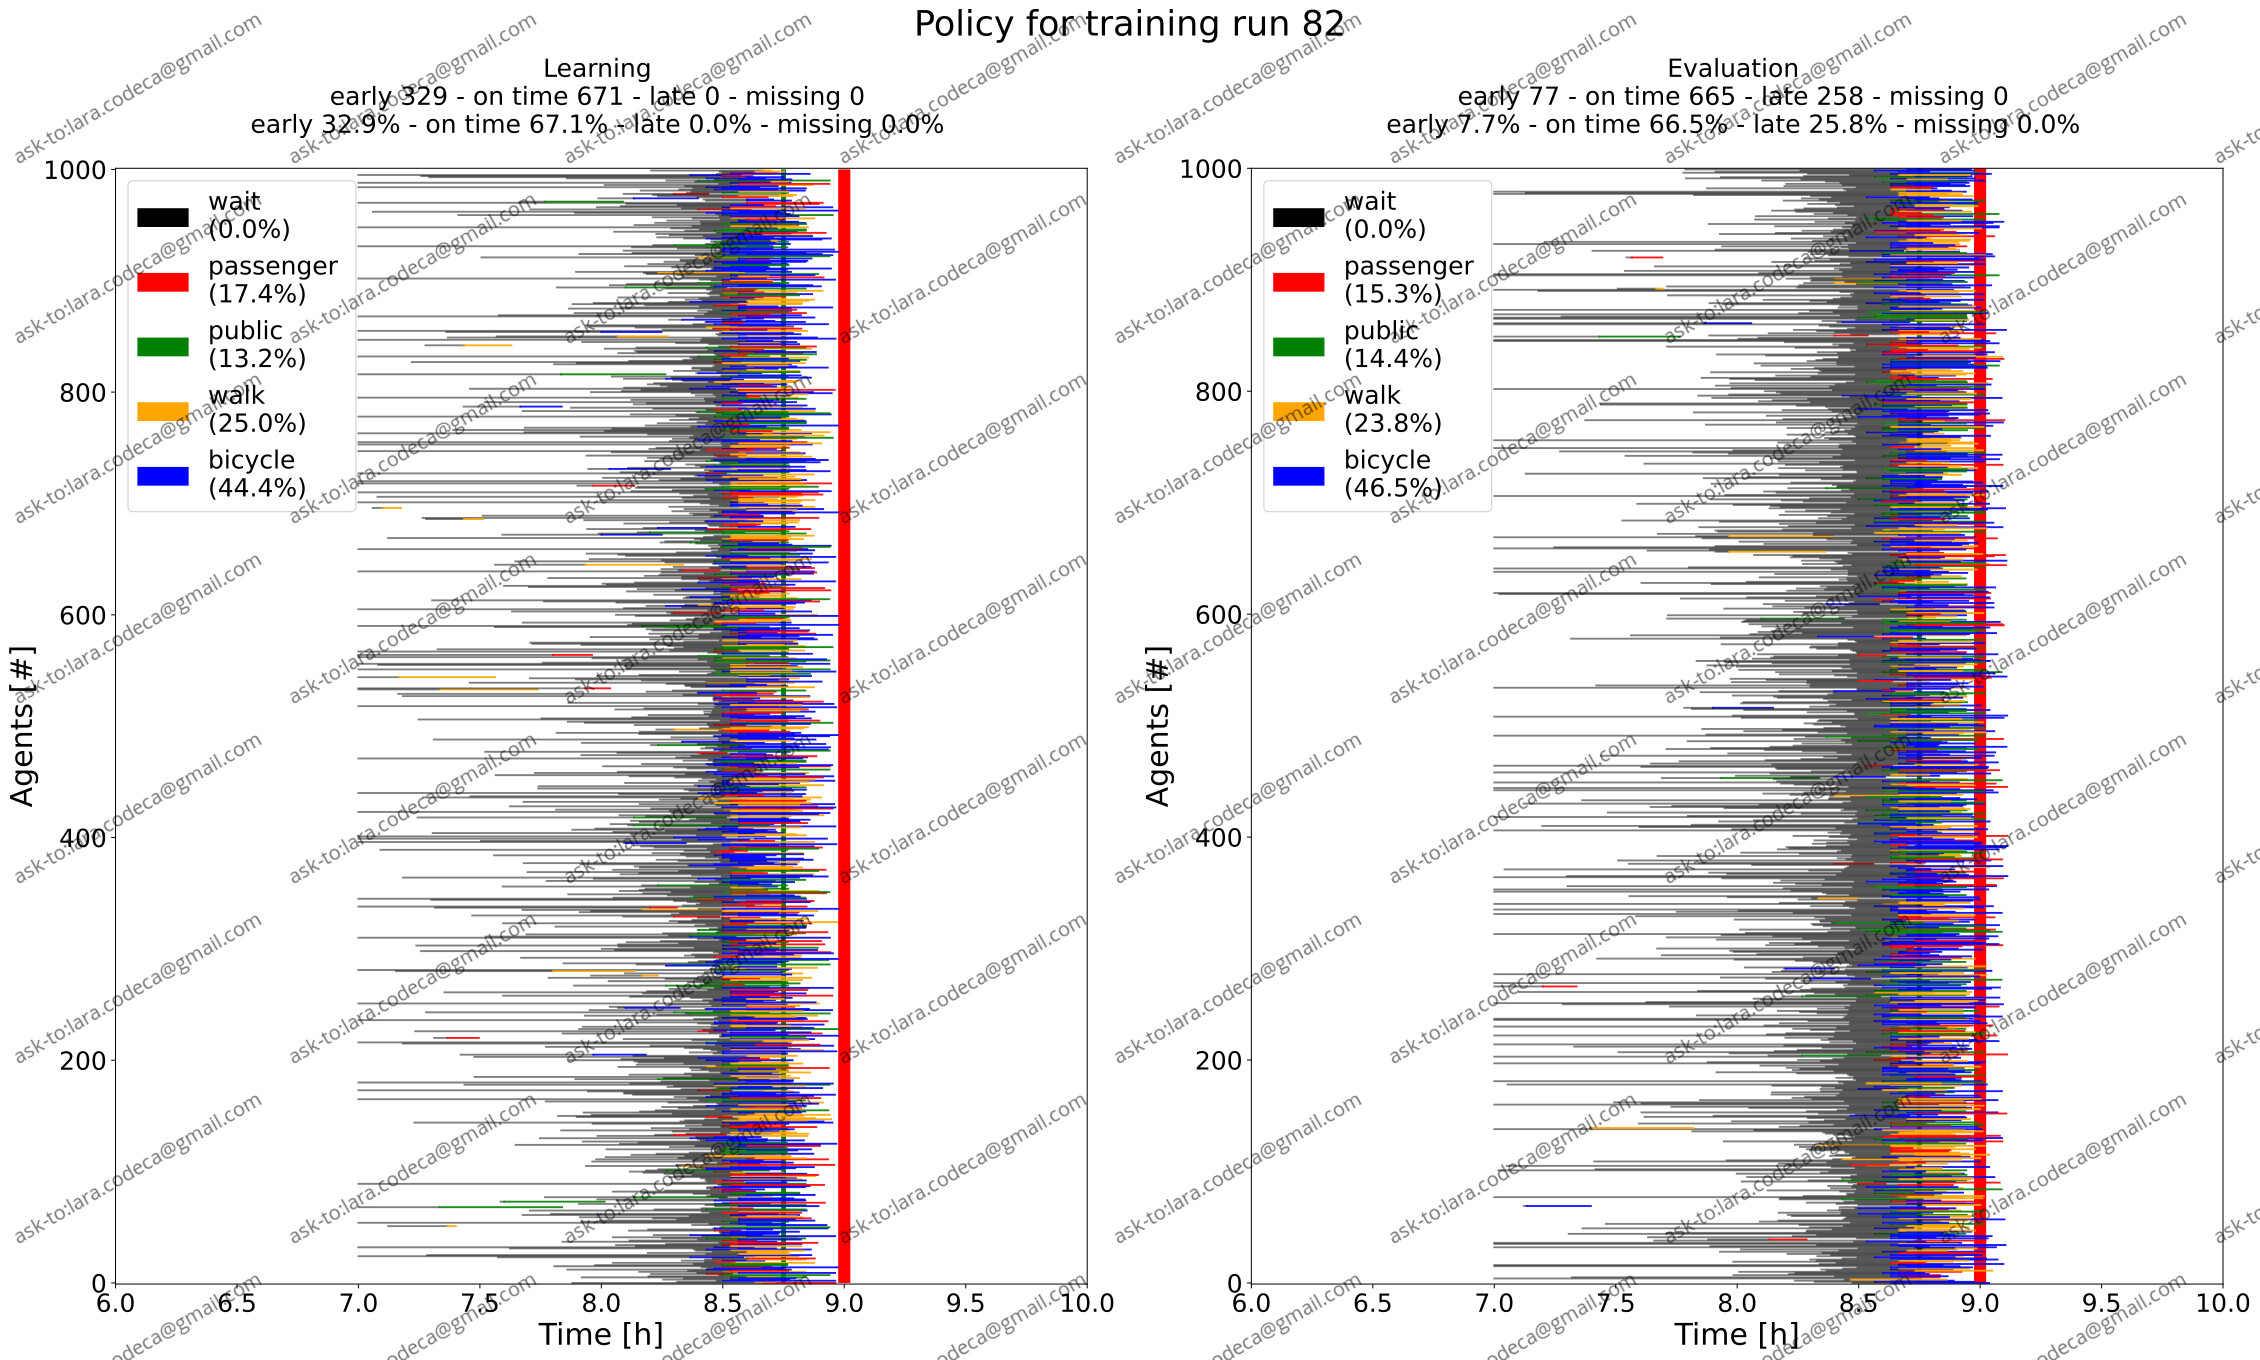 Policy for training run 82
Learning
early 329 - on time 671 - late 0 - missing 0
early 32.9% - on time 67.1% - late 0.0% - missing 0.0%
1000
800
600
400
200
0
Agents [#]
wait
(0.0%)
passenger
(17.4%)
public
(13.2%)
walk
(25.0%)
bicycle
(44.4%)
6.0 6.5 7.0 7.5 8.0 8.5 9.0 9.5 10.0
Time [h]
Evaluation
early 77 - on time 665 - late 258 - missing 0
early 7.7% - on time 66.5% - late 25.8% - missing 0.0%
1000
800
600
400
200
0
Agents [#]
wait
(0.0%)
passenger
(15.3%)
public
(14.4%)
walk
(23.8%)
bicycle
(46.5%)
6.0 6.5 7.0 7.5 8.0 8.5 9.0 9.5 10.0
Time [h]
ask-to:lara.codeca@gmail.com